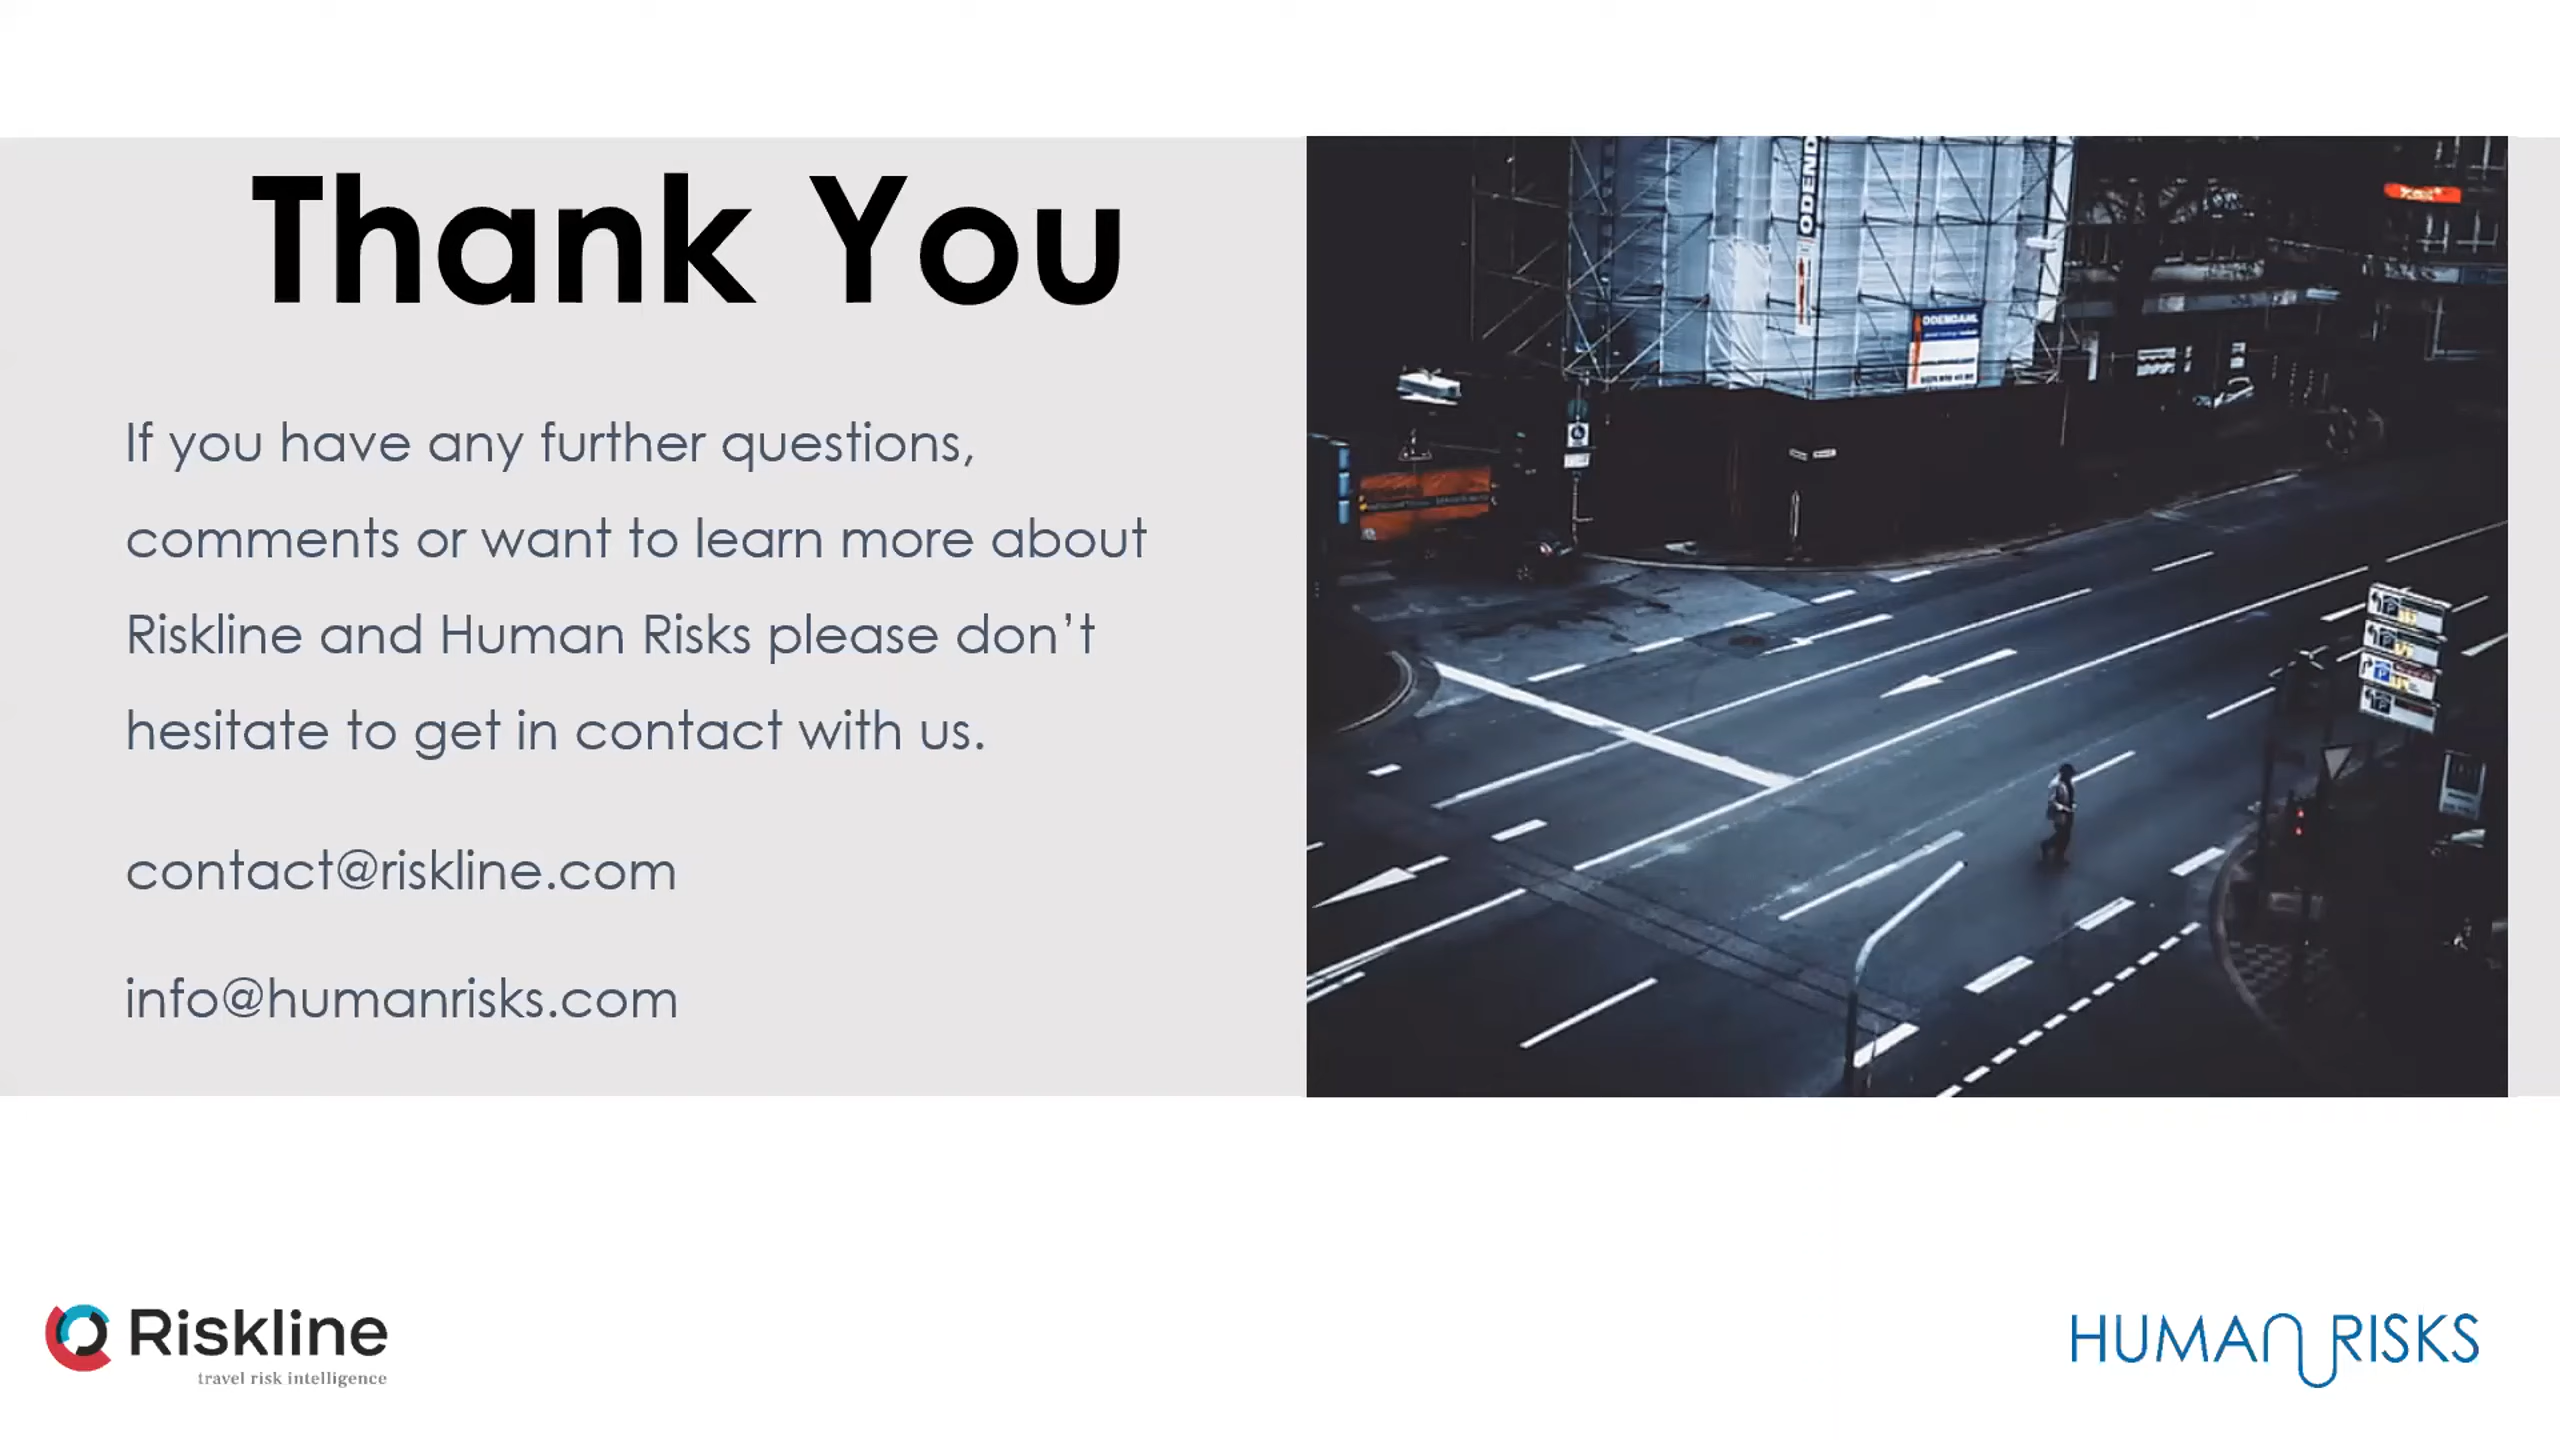 Thank You
If you have any further questions,
comments or want to learn more about
Riskline and Human Risks please don’t
hesitate to get in contact with us.
contact@riskline.com
info@humanrisks.com
ODENDAHL
Riskline
travel risk intelligence
HUMAN RISKS